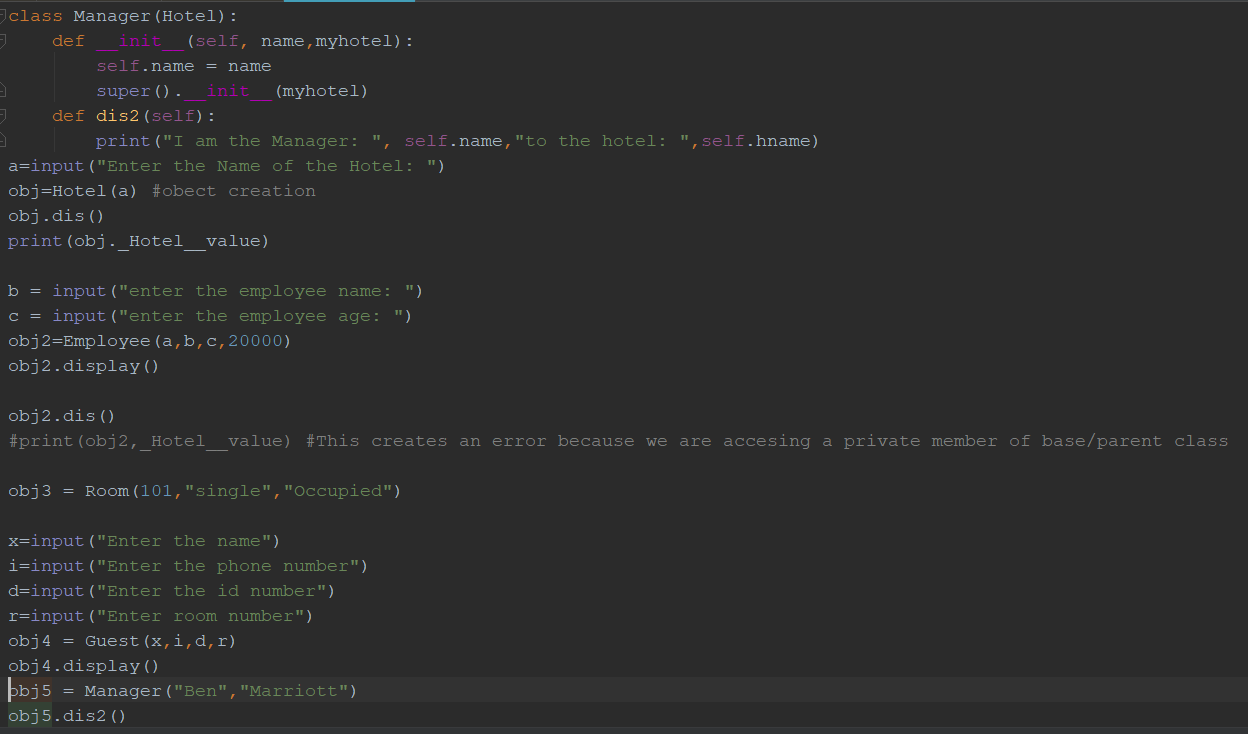 class Manager(Hotel):
    def __init__(self, name,myhotel):
        self.name = name
        super().__init__(myhotel)
    def dis2(self):
        print("I am the Manager: ", self.name,"to the hotel: ",self.hname)
a=input("Enter the Name of the Hotel: ")
obj=Hotel(a) #obect creation
obj.dis()
print(obj._Hotel__value)

b = input("enter the employee name: ")
c = input("enter the employee age: ")
obj2=Employee(a,b,c,20000)
obj2.display()

obj2.dis()
#print(obj2,_Hotel__value) #This creates an error because we are accesing a private member of base/parent class

obj3 = Room(101,"single","Occupied")

x=input("Enter the name")
i=input("Enter the phone number")
d=input("Enter the id number")
r=input("Enter room number")
obj4 = Guest(x,i,d,r)
obj4.display()
obj5 = Manager("Ben","Marriott")
obj5.dis2()